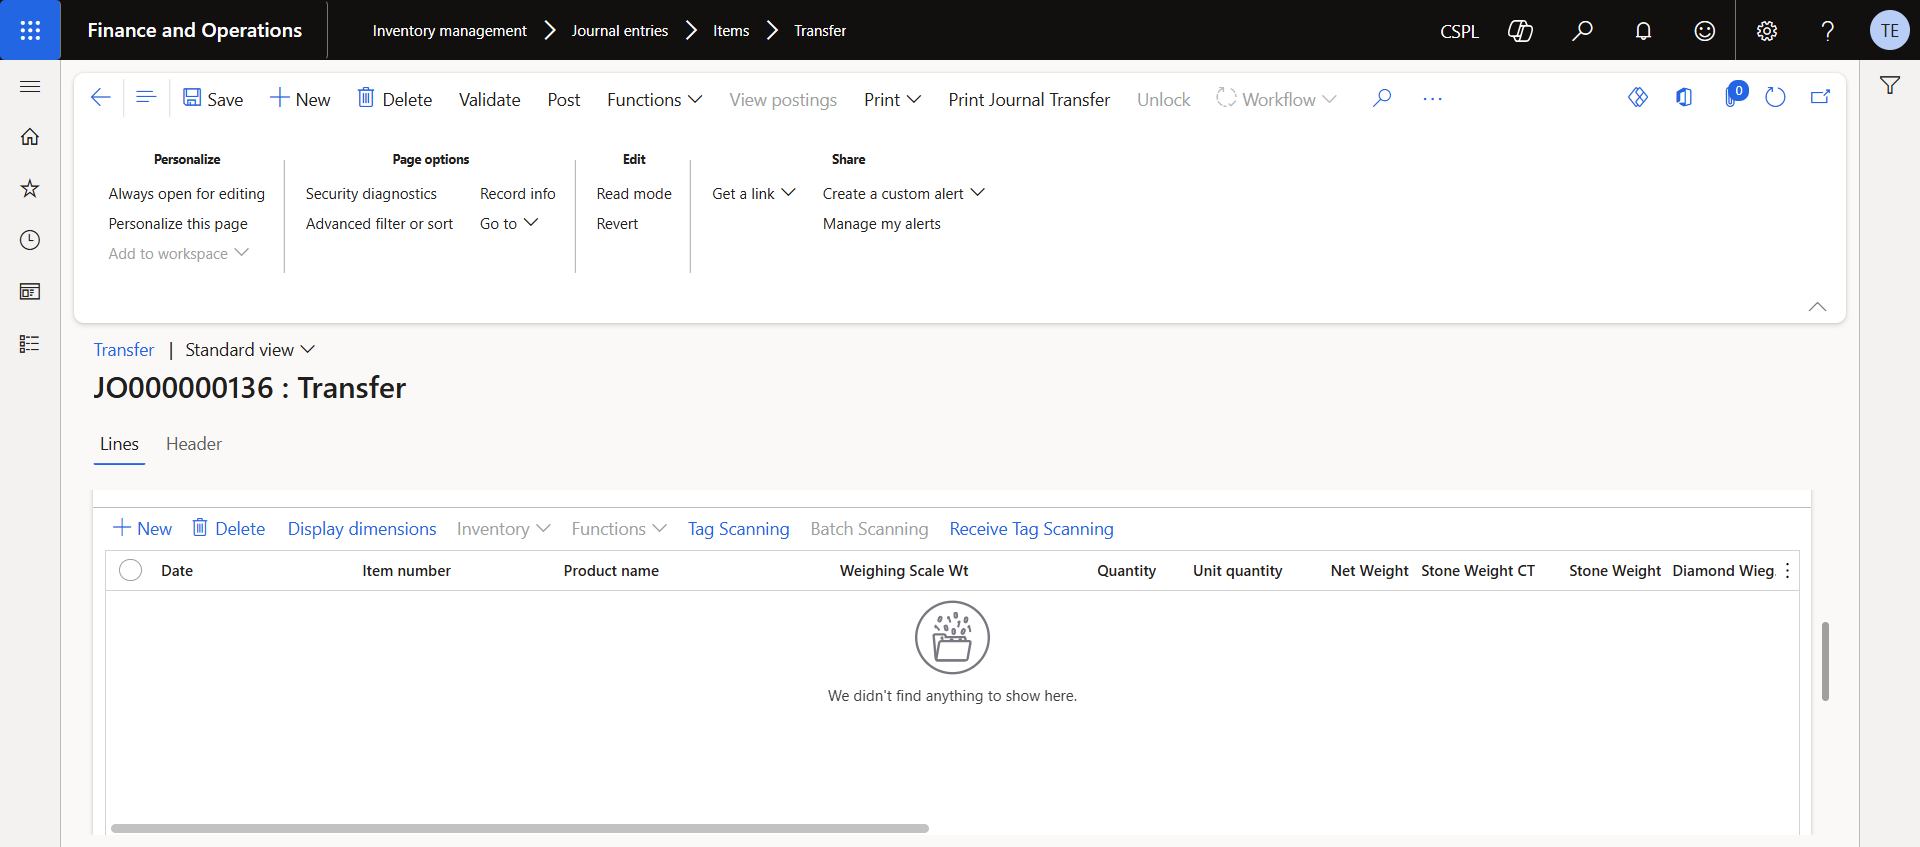 Finance and Operations
Inventory management Journal entries Items Transfer
CSPL
TE
Save New Delete Validate Post Functions View postings Print Print Journal Transfer Unlock Workflow ...
0
Personalize
Always open for editing
Personalize this page
Add to workspace
Page options
Security diagnostics Record info
Advanced filter or sort Go to
Edit
Read mode
Revert
Share
Get a link Create a custom alert
Manage my alerts
Transfer | Standard view
JO000000136 : Transfer
Lines Header
New Delete Display dimensions Inventory Functions Tag Scanning Batch Scanning Receive Tag Scanning
Date Item number Product name Weighing Scale Wt Quantity Unit quantity Net Weight Stone Weight CT Stone Weight Diamond Wieg
We didn't find anything to show here.